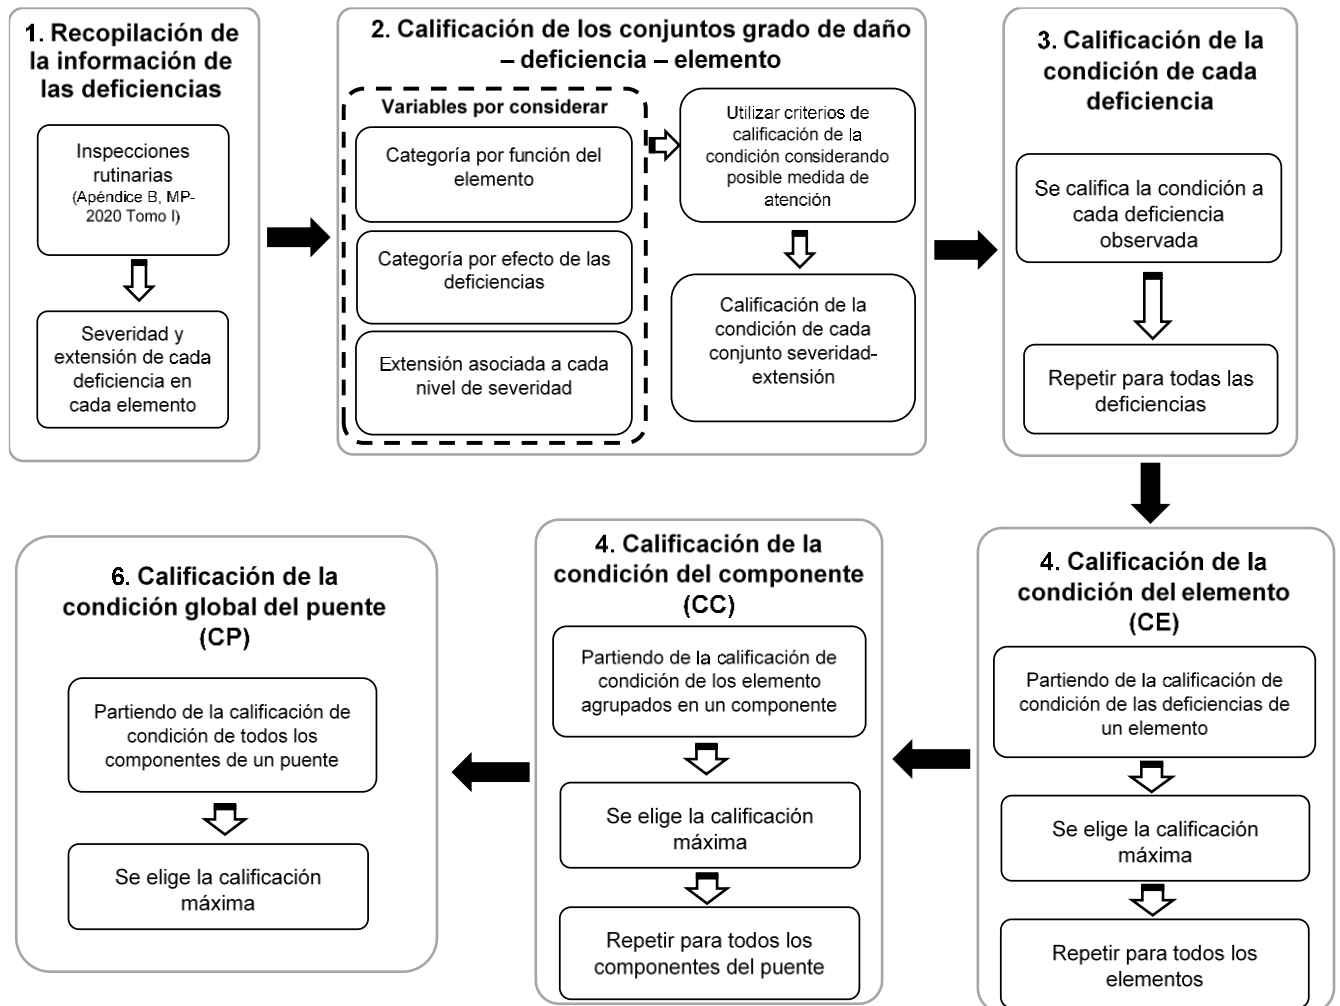 1. Recopilación de
la información de
las deficiencias
Inspecciones
rutinarias
(Apéndice B, MP-
2020 Tomo I)
Severidad y
extensión de cada
deficiencia en
cada elemento
2. Calificación de los conjuntos grado de daño
– deficiencia – elemento
Variables por considerar
Categoría por función del
elemento
Categoría por efecto de las
deficiencias
Extensión asociada a cada
nivel de severidad
Utilizar criterios de
calificación de la
condición considerando
posible medida de
atención
Calificación de la
condición de cada
conjunto severidad-
extensión
3. Calificación de la
condición de cada
deficiencia
Se califica la condición a
cada deficiencia
observada
Repetir para todas las
deficiencias
4. Calificación de la
condición del elemento
(CE)
Partiendo de la calificación de
condición de las deficiencias de
un elemento
Se elige la calificación
máxima
Repetir para todos los
elementos
4. Calificación de la
condición del componente
(CC)
Partiendo de la calificación de
condición de los elemento
agrupados en un componente
Se elige la calificación
máxima
Repetir para todos los
componentes del puente
6. Calificación de la
condición global del puente
(CP)
Partiendo de la calificación de
condición de todos los
componentes de un puente
Se elige la calificación
máxima